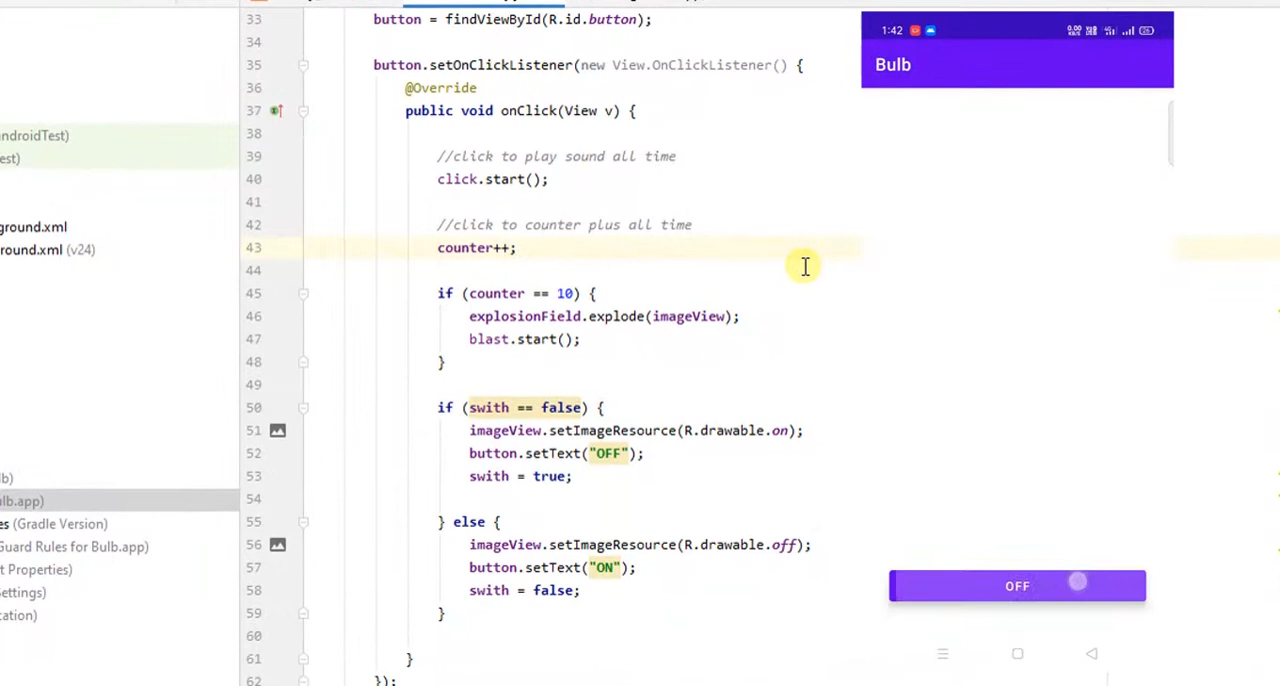 33 button = findViewById(R.id.button);
34
35 button.setOnClickListener(new View.OnClickListener() {
36 @Override
37 public void onClick(View v) {
38
39 //click to play sound all time
40 click.start();
41
42 //click to counter plus all time
43 counter++;
44
45 if (counter == 10) {
46 explosionField.explode(imageView);
47 blast.start();
48 }
49
50 if (swith == false) {
51 imageView.setImageResource(R.drawable.on);
52 button.setText("OFF");
53 swith = true;
54
55 } else {
56 imageView.setImageResource(R.drawable.off);
57 button.setText("ON");
58 swith = false;
59 }
60
61 }
62 });
ndroidTest)
est)
ground.xml
round.xml (v24)
b)
ulb.app)
es (Gradle Version)
Guard Rules for Bulb.app)
t Properties)
ettings)
cation)
1:42
Bulb
OFF